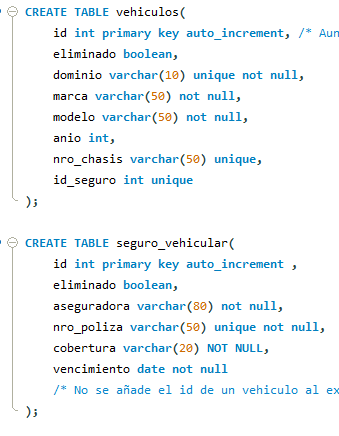 CREATE TABLE vehiculos(
id int primary key auto_increment, /* Aun
eliminado boolean,
dominio varchar(10) unique not null,
marca varchar(50) not null,
modelo varchar(50) not null,
anio int,
nro_chasis varchar(50) unique,
id_seguro int unique
);
CREATE TABLE seguro_vehicular(
id int primary key auto_increment ,
eliminado boolean,
aseguradora varchar(80) not null,
nro_poliza varchar(50) unique not null,
cobertura varchar(20) NOT NULL,
vencimiento date not null
/* No se añade el id de un vehiculo al ex
);